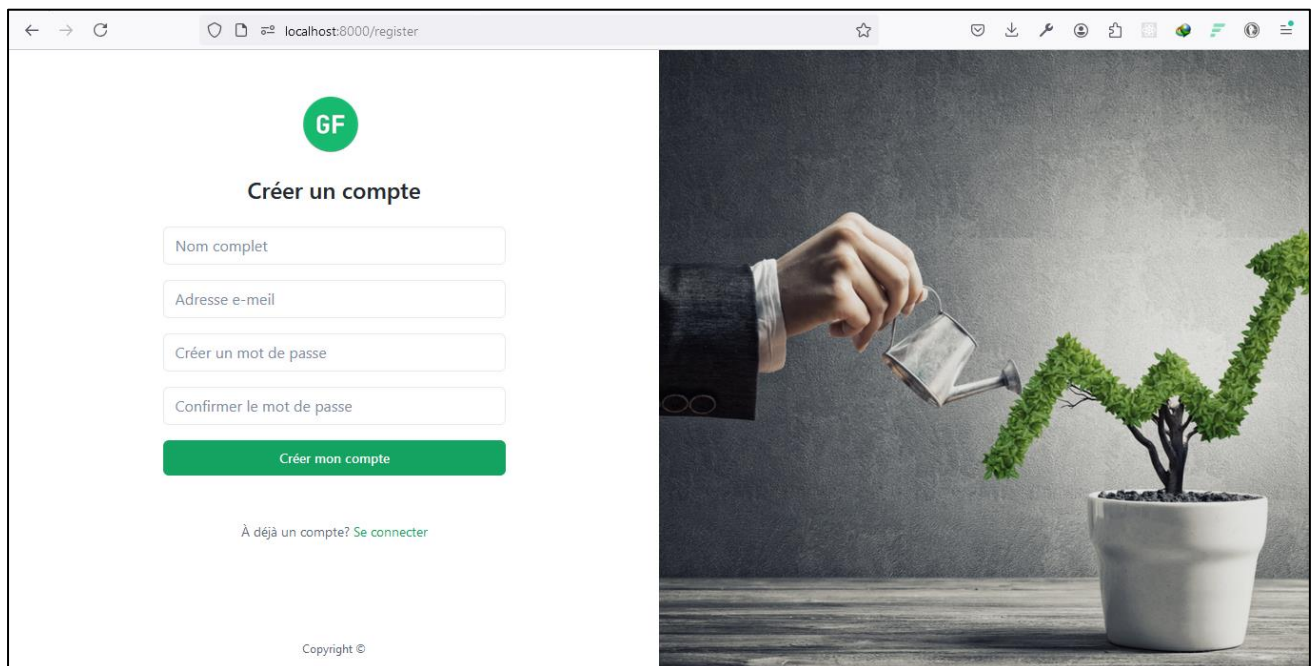 localhost:8000/register
GF
Créer un compte
Nom complet
Adresse e-meil
Créer un mot de passe
Confirmer le mot de passe
Créer mon compte
À déjà un compte? Se connecter
Copyright ©